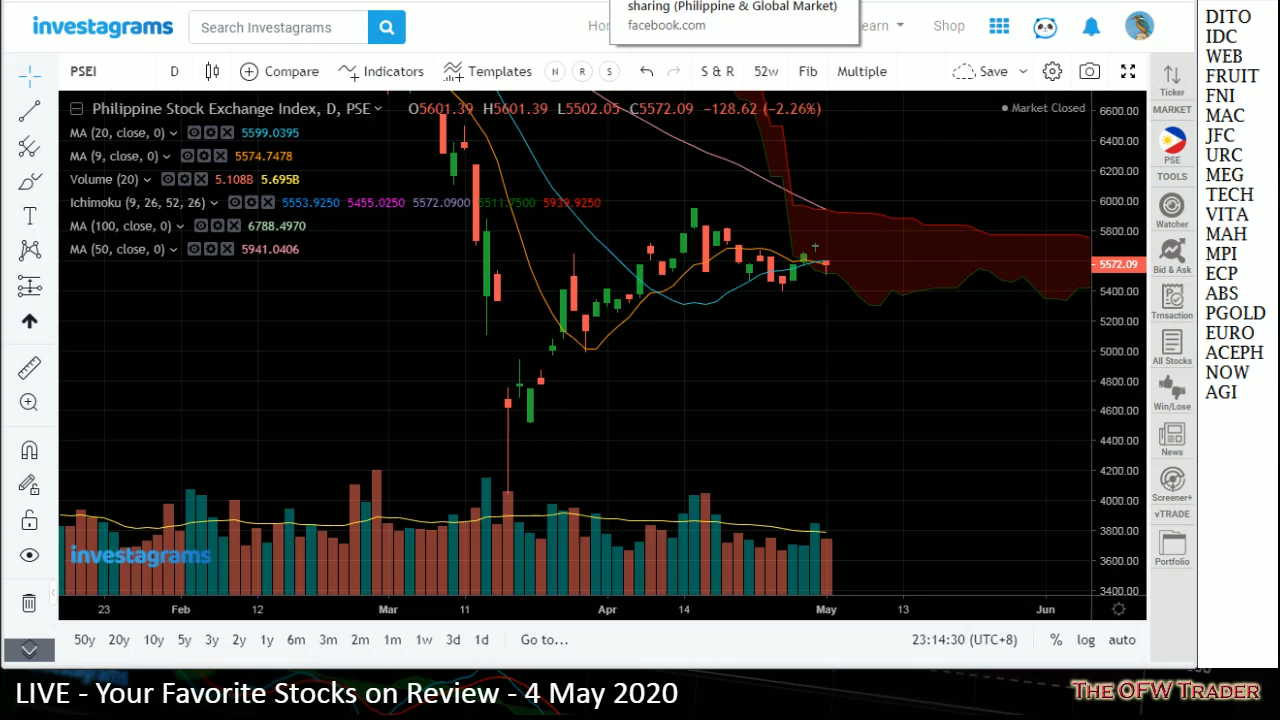 investagrams
Search Investagrams
sharing (Philippine & Global Market)
facebook.com
Shop
PSEI
D
Compare
Indicators
Templates
N
R
S
S & R
52w
Fib
Multiple
Save
Philippine Stock Exchange Index, D, PSE
O5601.39 H5601.39 L5502.05 C5572.09 −128.62 (−2.26%)
Market Closed
MA (20, close, 0) 5599.0395
MA (9, close, 0) 5574.7478
Volume (20) 5.108B 5.695B
Ichimoku (9, 26, 52, 26) 5553.9250 5455.0250 5572.0900 5511.7500 5939.9250
MA (100, close, 0) 6788.4970
MA (50, close, 0) 5941.0406
6600.00
6400.00
6200.00
6000.00
5800.00
5572.09
5400.00
5200.00
5000.00
4800.00
4600.00
4400.00
4200.00
4000.00
3800.00
3600.00
3400.00
investagrams
23
Feb
12
Mar
11
Apr
14
May
13
Jun
50y 20y 10y 5y 3y 2y 1y 6m 3m 2m 1m 1w 3d 1d Go to...
23:14:30 (UTC+8)
% log auto
Ticker
MARKET
PSE
TOOLS
Watcher
Bid & Ask
Trnsaction
All Stocks
Win/Lose
News
Screener+
vTRADE
Portfolio
DITO
IDC
WEB
FRUIT
FNI
MAC
JFC
URC
MEG
TECH
VITA
MAH
MPI
ECP
ABS
PGOLD
EURO
ACEPH
NOW
AGI
LIVE - Your Favorite Stocks on Review - 4 May 2020
THE OFW TRADER